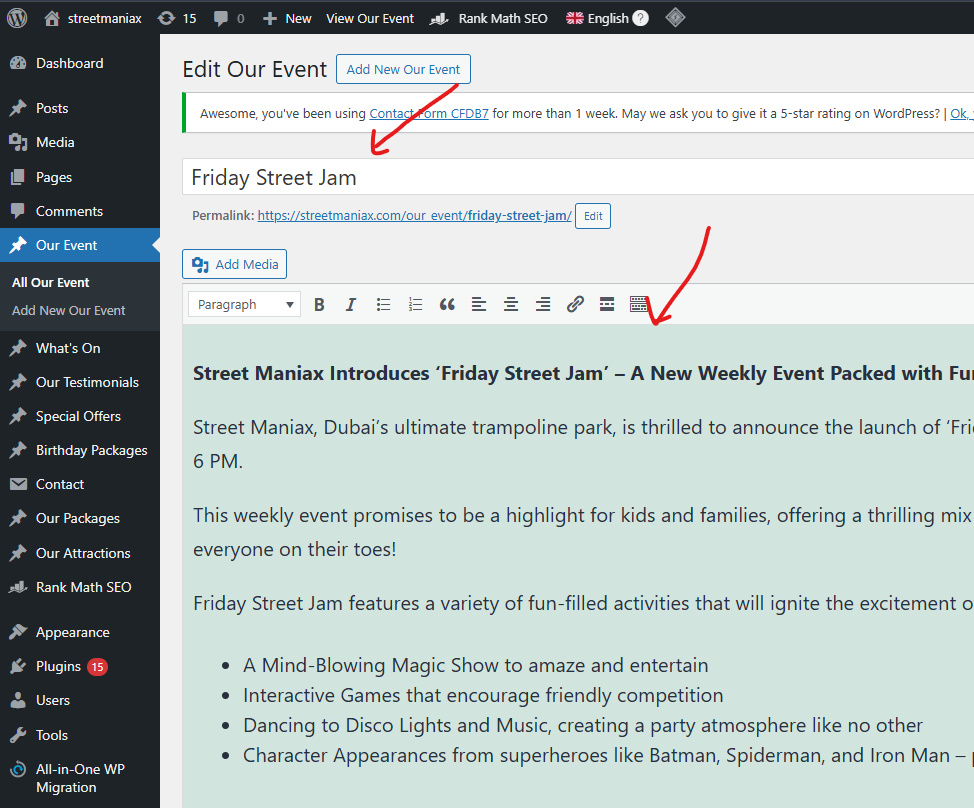 streetmaniax 15 0 New View Our Event Rank Math SEO English ?
Dashboard
Posts
Media
Pages
Comments
Our Event
All Our Event
Add New Our Event
What's On
Our Testimonials
Special Offers
Birthday Packages
Contact
Our Packages
Our Attractions
Rank Math SEO
Appearance
Plugins 15
Users
Tools
All-in-One WP
Migration
Edit Our Event Add New Our Event
Awesome, you've been using Contact Form CFDB7 for more than 1 week. May we ask you to give it a 5-star rating on WordPress? | Ok,
Friday Street Jam
Permalink: https://streetmaniax.com/our_event/friday-street-jam/ Edit
Add Media
Paragraph B I
Street Maniax Introduces ‘Friday Street Jam’ – A New Weekly Event Packed with Fu
Street Maniax, Dubai’s ultimate trampoline park, is thrilled to announce the launch of ‘Fri
6 PM.
This weekly event promises to be a highlight for kids and families, offering a thrilling mix
everyone on their toes!
Friday Street Jam features a variety of fun-filled activities that will ignite the excitement o
• A Mind-Blowing Magic Show to amaze and entertain
• Interactive Games that encourage friendly competition
• Dancing to Disco Lights and Music, creating a party atmosphere like no other
• Character Appearances from superheroes like Batman, Spiderman, and Iron Man –